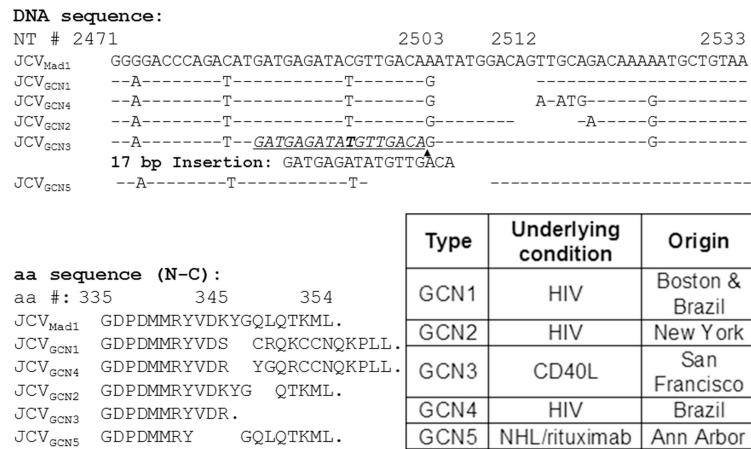 DNA sequence:
NT # 2471 2503 2512 2533
JCVMad1 GGGGACCCAGACATGATGAGATACGTTGACAAATATGGACAGTTGCAGACAAAAATGCTGTAA
JCVGCN1 --A--------T-----------T-------G ---------------------
JCVGCN4 --A--------T-----------T-------G A-ATG------G---------
JCVGCN2 --A--------T-----------T-------G-------- -A--------------
JCVGCN3 --A--------T--GATGAGATATGTTGACAG--------------------G---------
17 bp Insertion: GATGAGATATGTTGACA
JCVGCN5 --A--------T-----------T- -------------------------
aa sequence (N-C):
aa #: 335 345 354
JCVMad1 GDPDMMRYVDKYGQLQTKML.
JCVGCN1 GDPDMMRYVDS CRQKCCNQKPLL.
JCVGCN4 GDPDMMRYVDR YGQRCCNQKPLL.
JCVGCN2 GDPDMMRYVDKYG QTKML.
JCVGCN3 GDPDMMRYVDR.
JCVGCN5 GDPDMMRY GQLQTKML.
Type Underlying condition Origin
GCN1 HIV Boston & Brazil
GCN2 HIV New York
GCN3 CD40L San Francisco
GCN4 HIV Brazil
GCN5 NHL/rituximab Ann Arbor